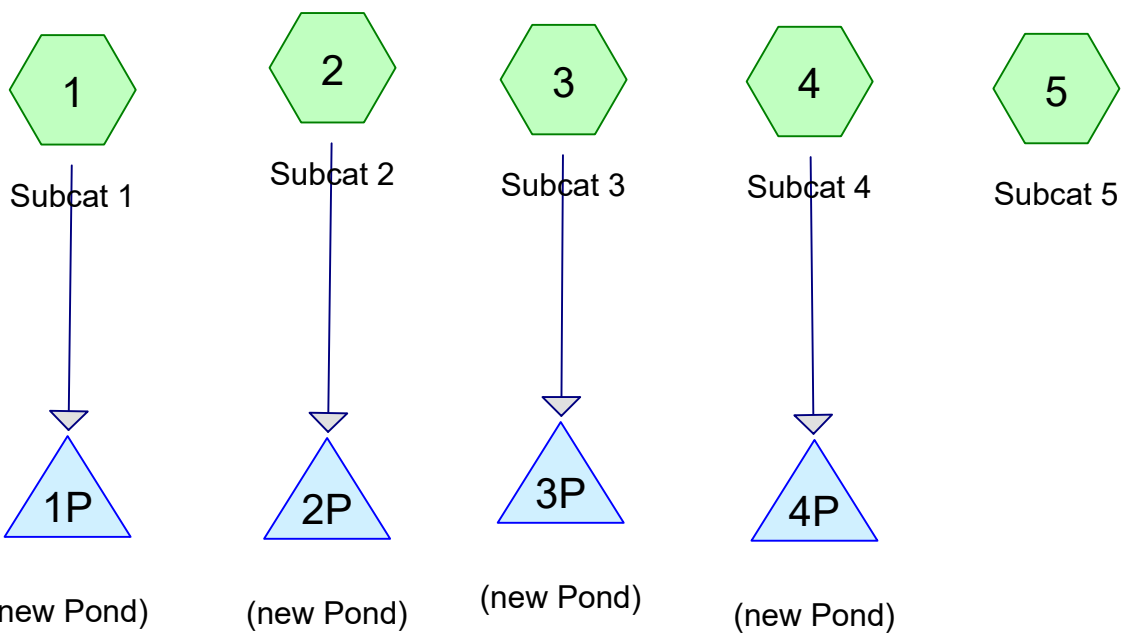 1
2
3
4
5
Subcat 1
Subcat 2
Subcat 3
Subcat 4
Subcat 5
1P
2P
3P
4P
new Pond)
(new Pond)
(new Pond)
(new Pond)